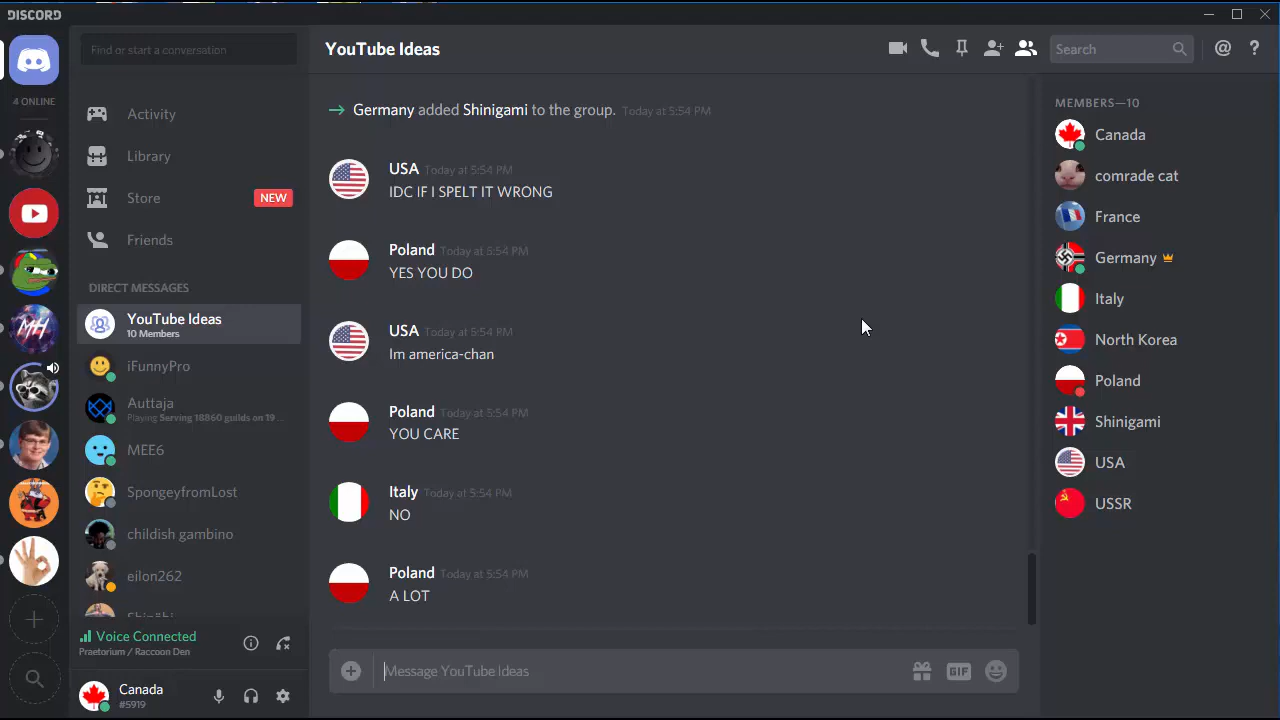 DISCORD
Find or start a conversation
YouTube Ideas
Search
4 ONLINE
Activity
Library
Store
NEW
Friends
DIRECT MESSAGES
YouTube Ideas
10 Members
iFunnyPro
Auttaja
Playing Serving 18860 guilds on 19...
MEE6
SpongeyfromLost
childish gambino
eilon262
Voice Connected
Praetorium / Raccoon Den
Canada
#5919
Germany added Shinigami to the group. Today at 5:54 PM
USA Today at 5:54 PM
IDC IF I SPELT IT WRONG
Poland Today at 5:54 PM
YES YOU DO
USA Today at 5:54 PM
Im america-chan
Poland Today at 5:54 PM
YOU CARE
Italy Today at 5:54 PM
NO
Poland Today at 5:54 PM
A LOT
Message YouTube Ideas
GIF
MEMBERS—10
Canada
comrade cat
France
Germany
Italy
North Korea
Poland
Shinigami
USA
USSR